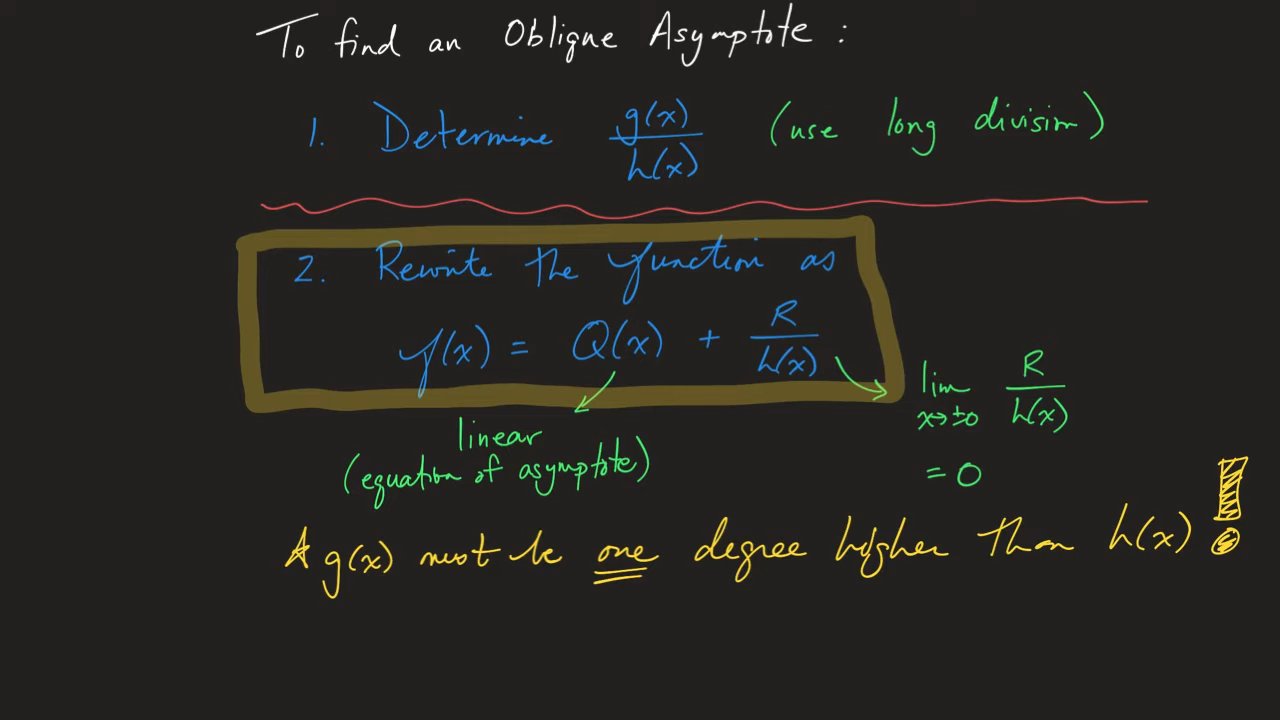 To find an Oblique Asymptote :
1. Determine g(x)/h(x) (use long division)
2. Rewrite the function as
f(x) = Q(x) + R/h(x)
linear
(equation of asymptote)
lim x→±0 R/h(x)
= 0
* g(x) must be one degree higher than h(x) !